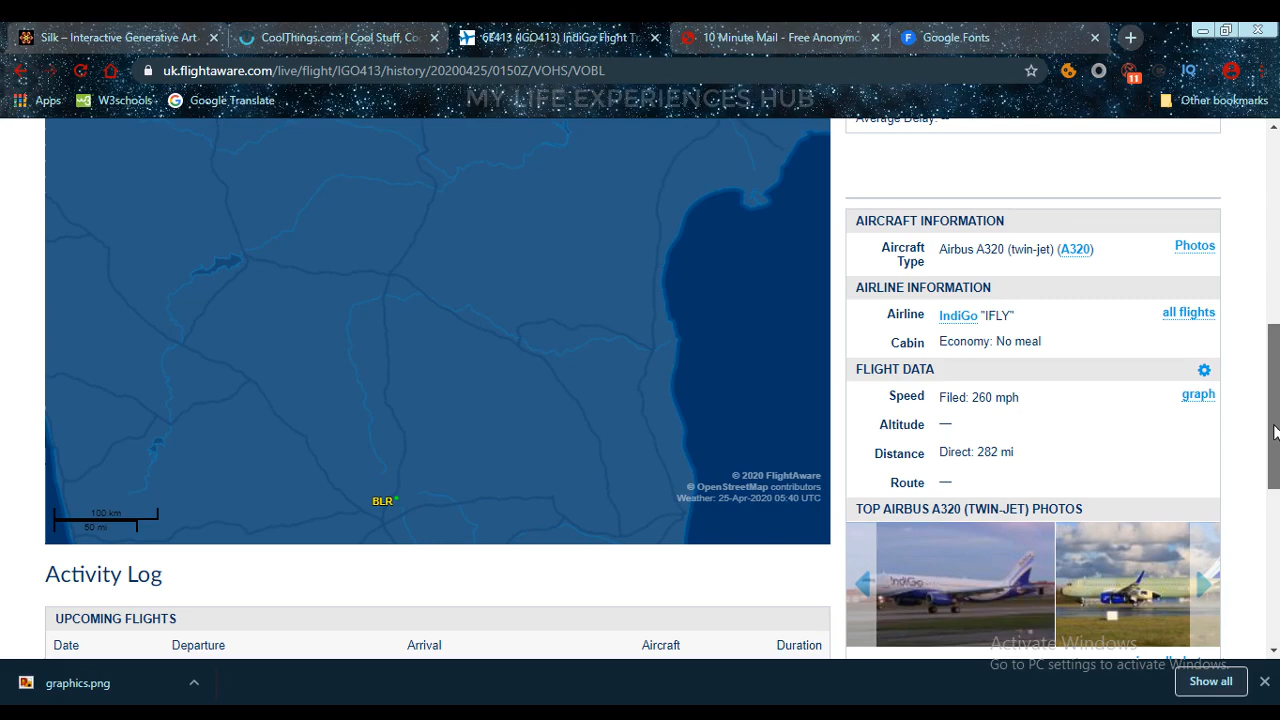 Silk – Interactive Generative Art
CoolThings.com | Cool Stuff, Co
6E413 (IGO413) IndiGo Flight Tr
10 Minute Mail - Free Anonym
Google Fonts
uk.flightaware.com/live/flight/IGO413/history/20200425/0150Z/VOHS/VOBL
11
IQ
Apps
W3schools
Google Translate
MY LIFE EXPERIENCES HUB
Other bookmarks
Average Delay: --
AIRCRAFT INFORMATION
Aircraft Type Airbus A320 (twin-jet) (A320) Photos
AIRLINE INFORMATION
Airline IndiGo "IFLY" all flights
Cabin Economy: No meal
FLIGHT DATA
Speed Filed: 260 mph graph
Altitude —
Distance Direct: 282 mi
Route —
TOP AIRBUS A320 (TWIN-JET) PHOTOS
IndiGo
BLR
100 km
50 mi
© 2020 FlightAware
© OpenStreetMap contributors
Weather: 25-Apr-2020 05:40 UTC
Activity Log
UPCOMING FLIGHTS
Date Departure Arrival Aircraft Duration
Activate Windows
Go to PC settings to activate Windows.
graphics.png
Show all